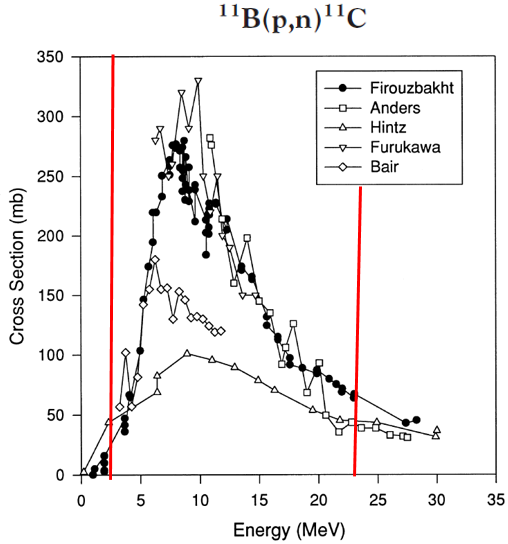 ¹¹B(p,n)¹¹C
350
300
250
200
150
100
50
0
Cross Section (mb)
Firouzbakht
Anders
Hintz
Furukawa
Bair
0 5 10 15 20 25 30 35
Energy (MeV)